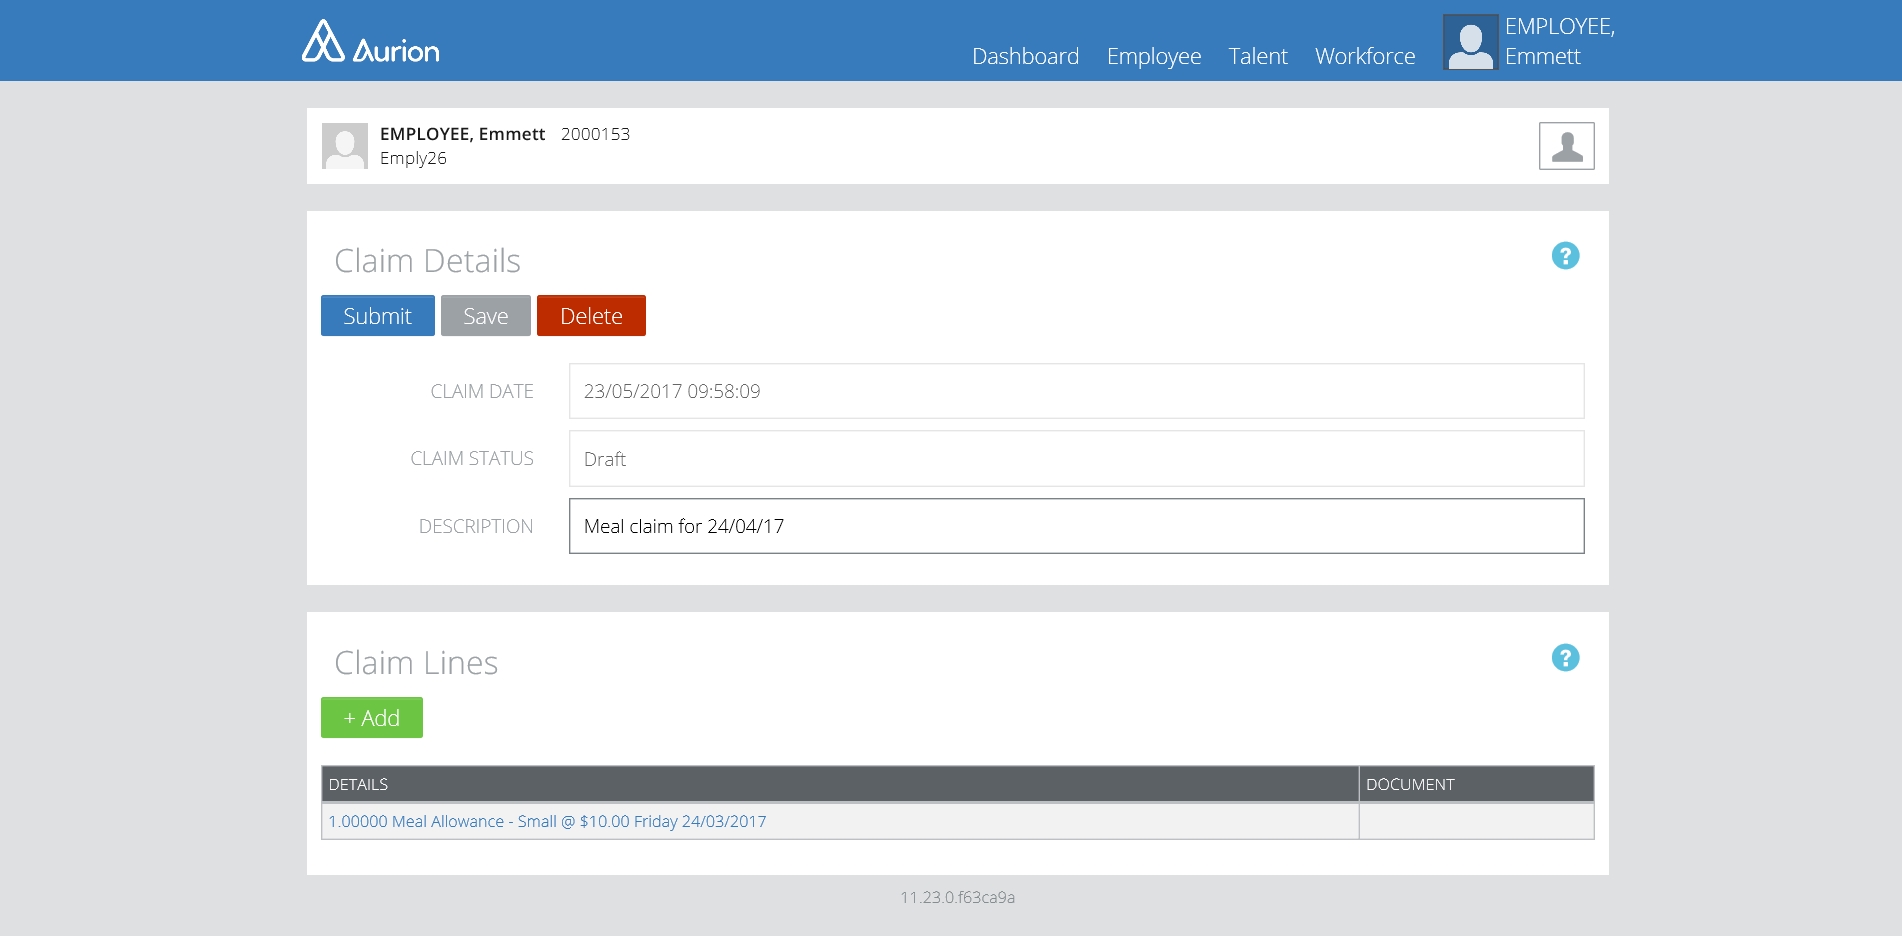 Aurion
Dashboard Employee Talent Workforce
EMPLOYEE,
Emmett
EMPLOYEE, Emmett 2000153
Emply26
Claim Details
?
Submit Save Delete
CLAIM DATE 23/05/2017 09:58:09
CLAIM STATUS Draft
DESCRIPTION Meal claim for 24/04/17
Claim Lines
?
+ Add
DETAILS DOCUMENT
1.00000 Meal Allowance - Small @ $10.00 Friday 24/03/2017
11.23.0.f63ca9a